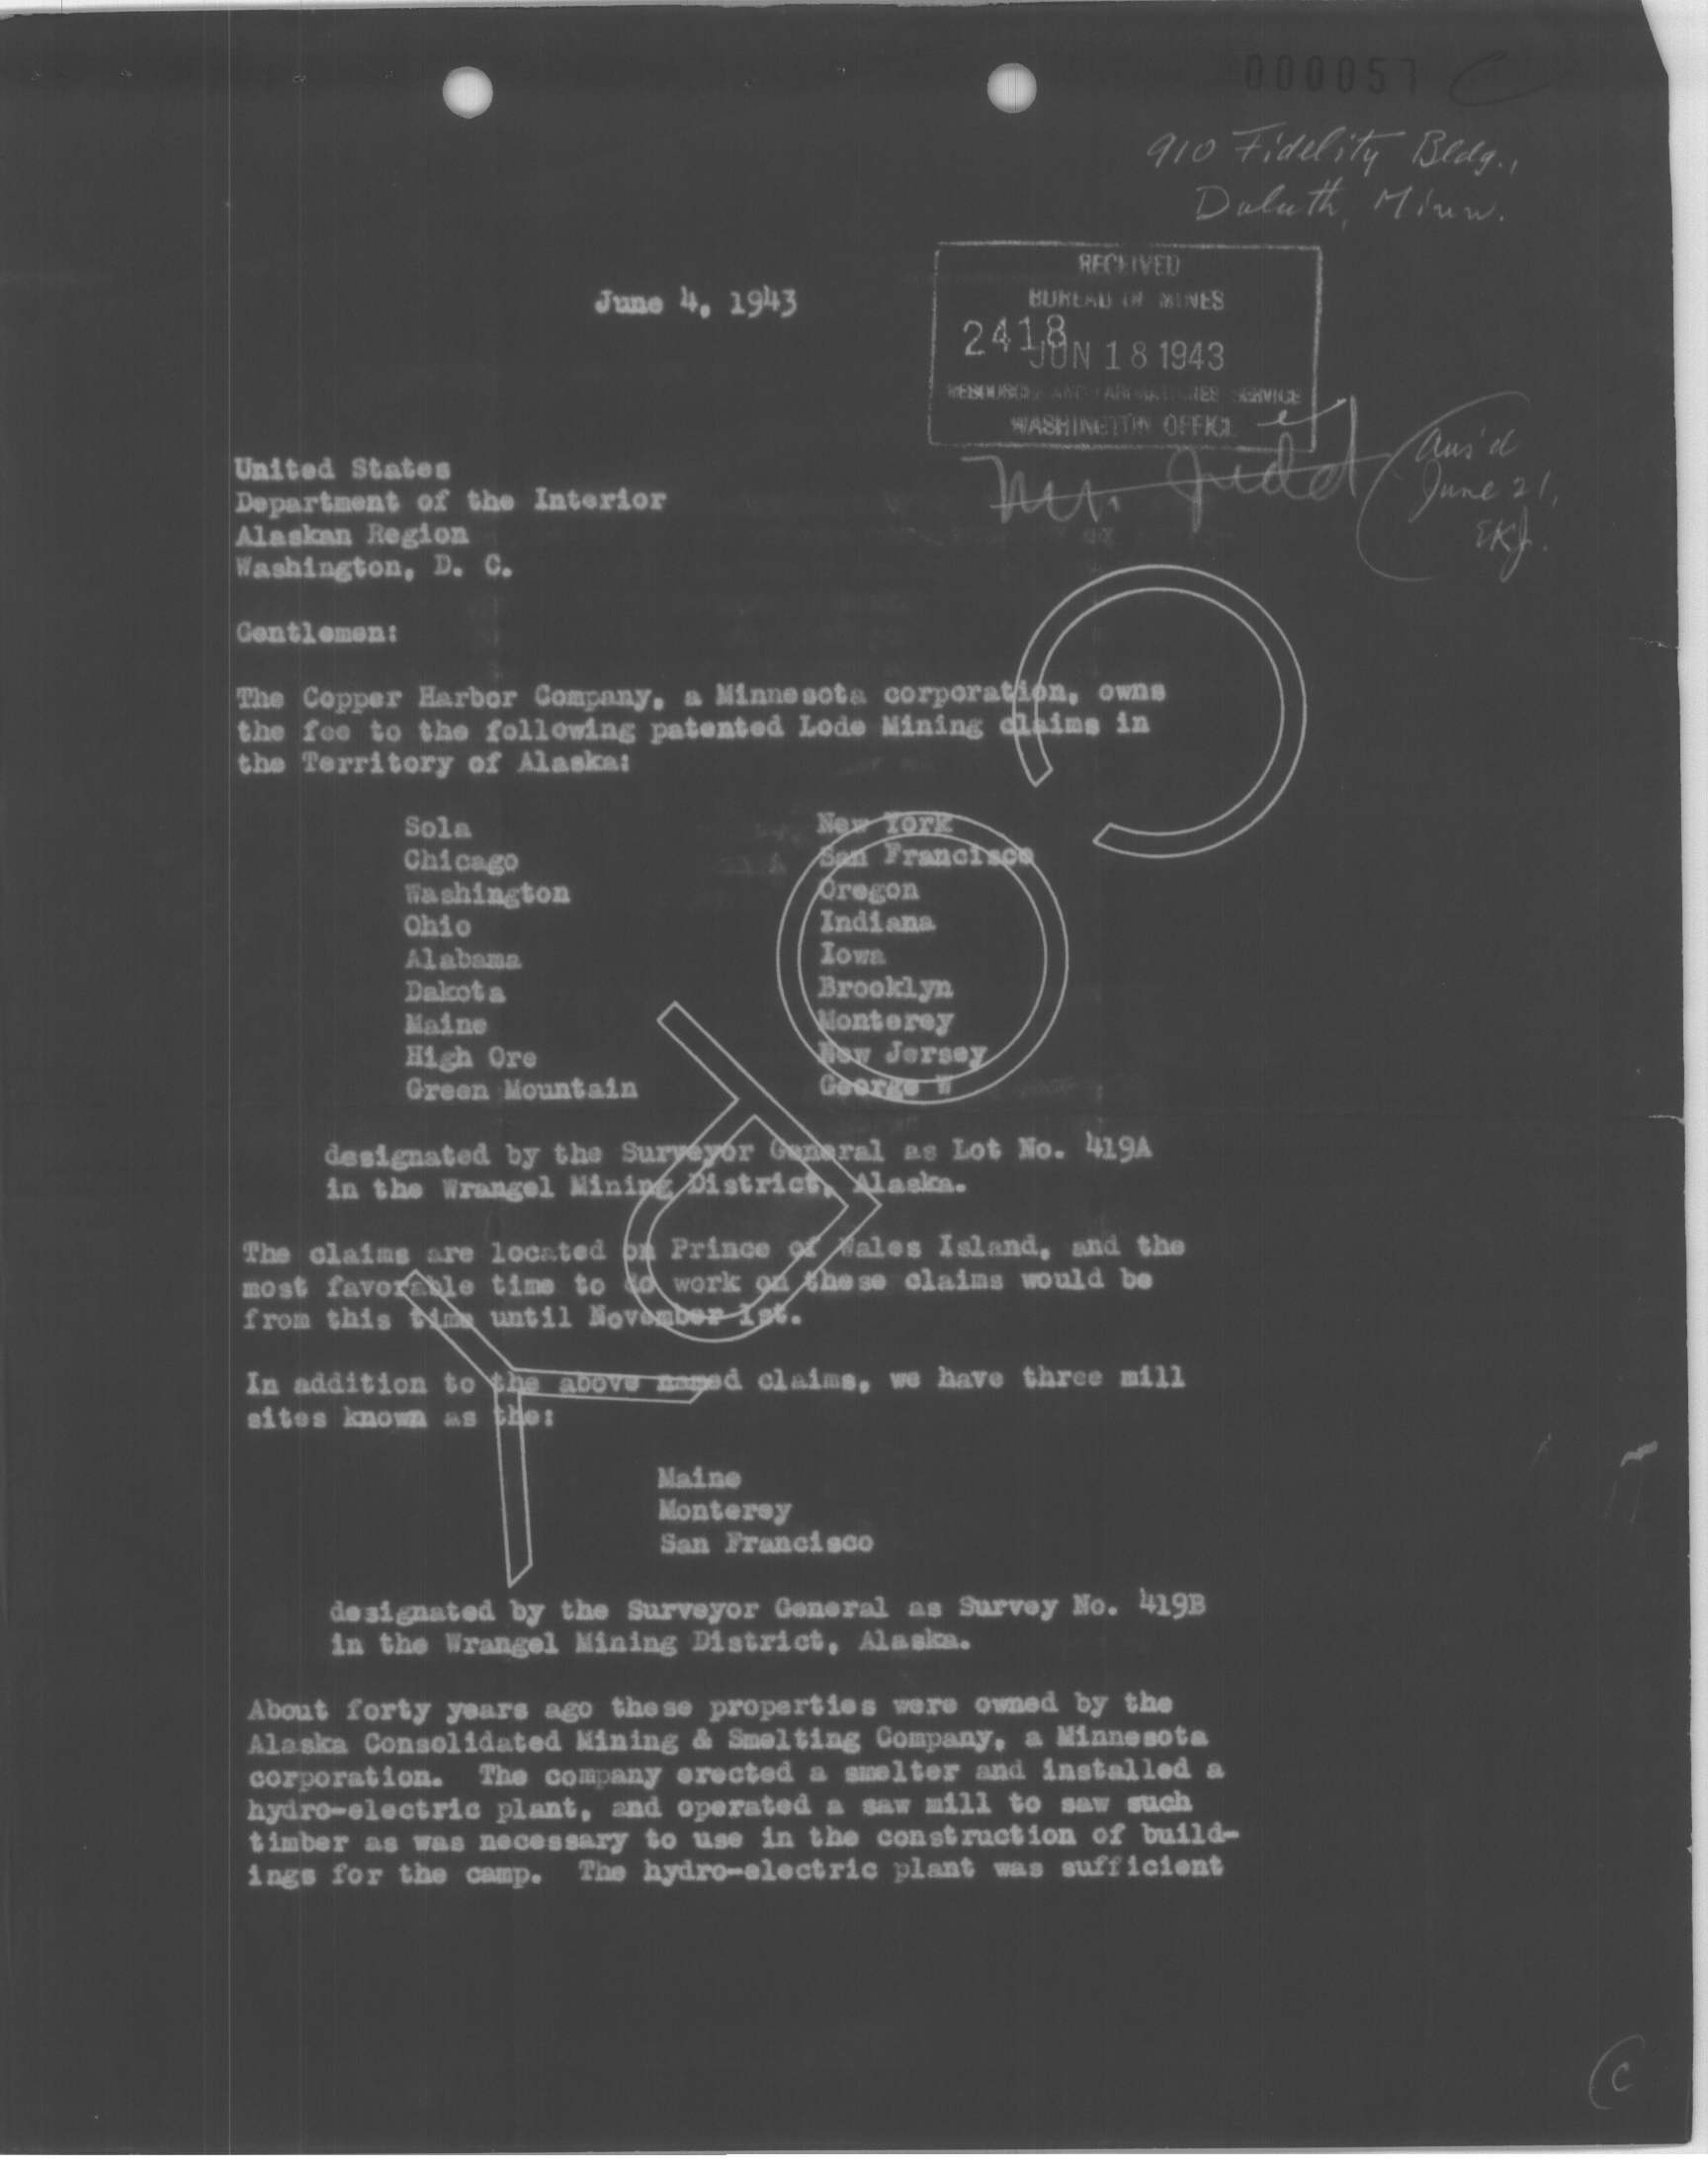 000057 C
910 Fidelity Bldg.,
Duluth, Minn.
RECEIVED
BUREAU OF MINES
2418
JUN 18 1943
RESOURCES AND LABORATORIES SERVICE
WASHINGTON OFFICE
June 4, 1943
Mr. Judd
Ans'd
June 21,
EKJ.
United States
Department of the Interior
Alaskan Region
Washington, D. C.
Gentlemen:
The Copper Harbor Company, a Minnesota corporation, owns
the fee to the following patented Lode Mining claims in
the Territory of Alaska:
Sola New York
Chicago San Francisco
Washington Oregon
Ohio Indiana
Alabama Iowa
Dakota Brooklyn
Maine Monterey
High Ore New Jersey
Green Mountain George W
designated by the Surveyor General as Lot No. 419A
in the Wrangel Mining District, Alaska.
The claims are located on Prince of Wales Island, and the
most favorable time to do work on these claims would be
from this time until November 1st.
In addition to the above named claims, we have three mill
sites known as the:
Maine
Monterey
San Francisco
designated by the Surveyor General as Survey No. 419B
in the Wrangel Mining District, Alaska.
About forty years ago these properties were owned by the
Alaska Consolidated Mining & Smelting Company, a Minnesota
corporation. The company erected a smelter and installed a
hydro-electric plant, and operated a saw mill to saw such
timber as was necessary to use in the construction of build-
ings for the camp. The hydro-electric plant was sufficient
COPY
C